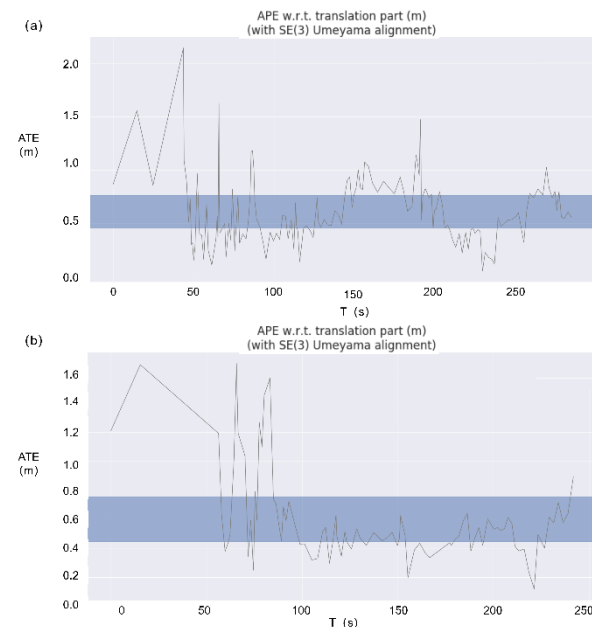 (a)
APE w.r.t. translation part (m)
(with SE(3) Umeyama alignment)
2.0
1.5
ATE
(m)
1.0
0.5
0.0
0 50 100 150 200 250
T (s)
(b)
APE w.r.t. translation part (m)
(with SE(3) Umeyama alignment)
1.6
1.4
1.2
ATE
(m)
1.0
0.8
0.6
0.4
0.2
0.0
0 50 100 150 200 250
T (s)